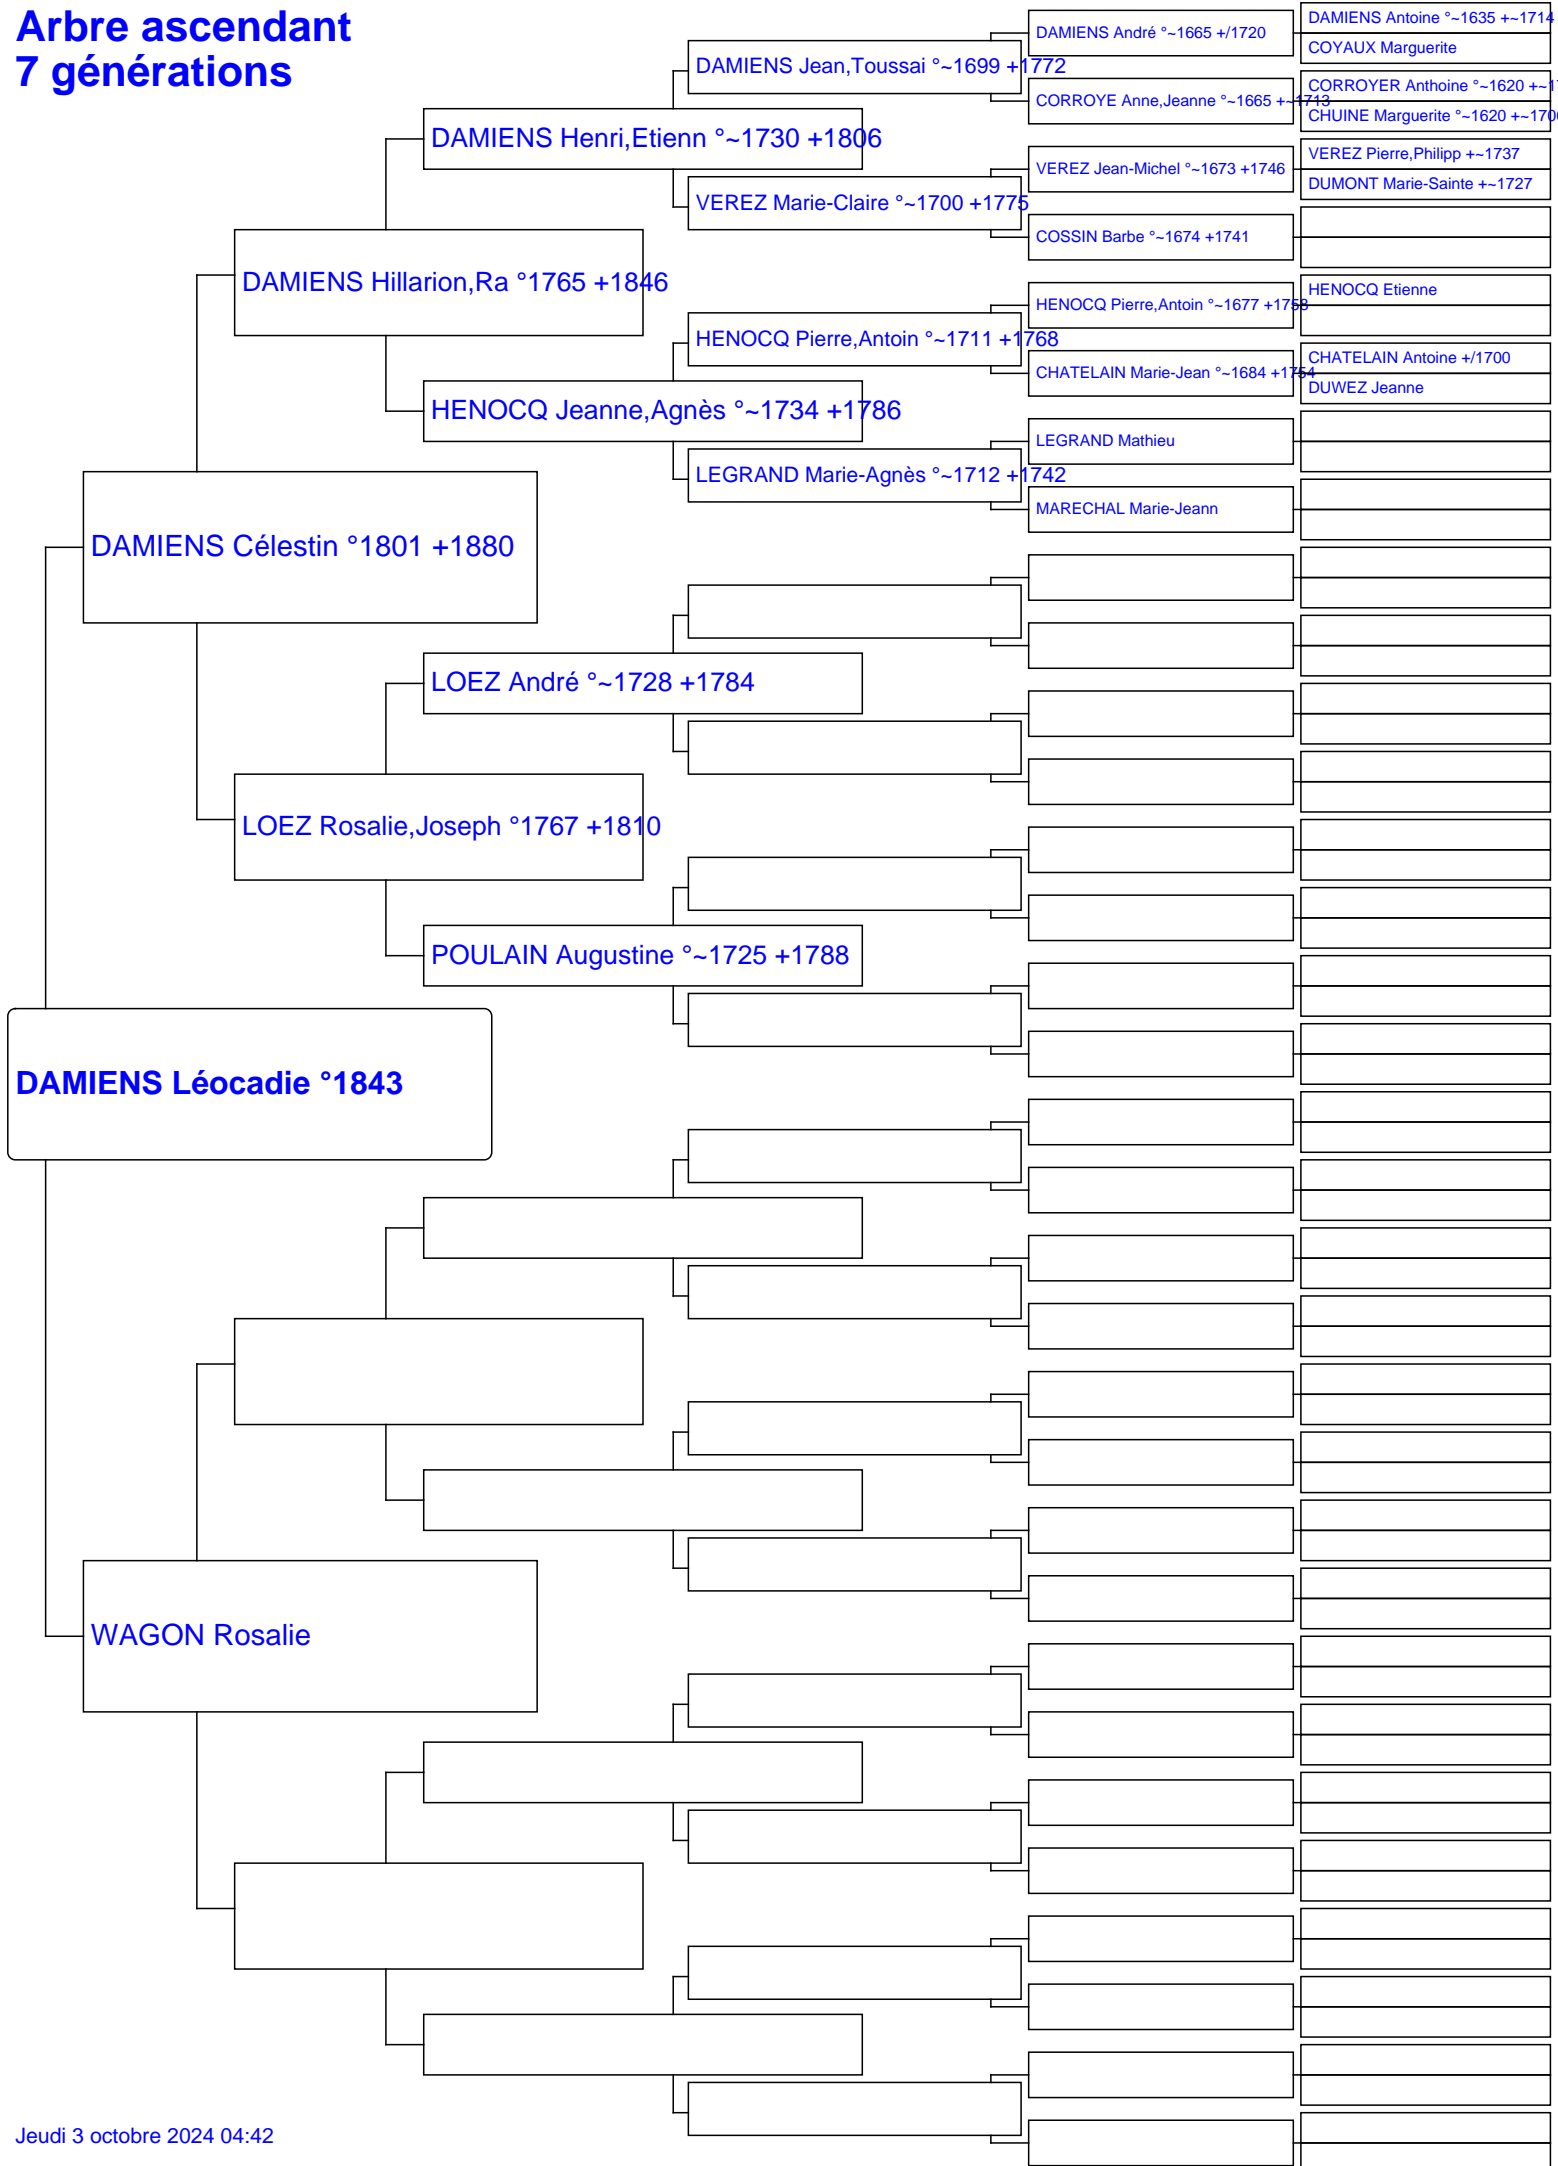 Arbre ascendant
7 générations
DAMIENS Léocadie °1843
DAMIENS Célestin °1801 +1880
WAGON Rosalie
DAMIENS Hillarion,Ra °1765 +1846
LOEZ Rosalie,Joseph °1767 +1810
DAMIENS Henri,Etienn °~1730 +1806
HENOCQ Jeanne,Agnès °~1734 +1786
LOEZ André °~1728 +1784
POULAIN Augustine °~1725 +1788
DAMIENS Jean,Toussai °~1699 +1772
VEREZ Marie-Claire °~1700 +1775
HENOCQ Pierre,Antoin °~1711 +1768
LEGRAND Marie-Agnès °~1712 +1742
DAMIENS André °~1665 +/1720
CORROYE Anne,Jeanne °~1665 +~1713
VEREZ Jean-Michel °~1673 +1746
COSSIN Barbe °~1674 +1741
HENOCQ Pierre,Antoin °~1677 +1758
CHATELAIN Marie-Jean °~1684 +1754
LEGRAND Mathieu
MARECHAL Marie-Jeann
DAMIENS Antoine °~1635 +~1714
COYAUX Marguerite
CORROYER Anthoine °~1620 +~
CHUINE Marguerite °~1620 +~170
VEREZ Pierre,Philipp +~1737
DUMONT Marie-Sainte +~1727
HENOCQ Etienne
CHATELAIN Antoine +/1700
DUWEZ Jeanne
Jeudi 3 octobre 2024 04:42